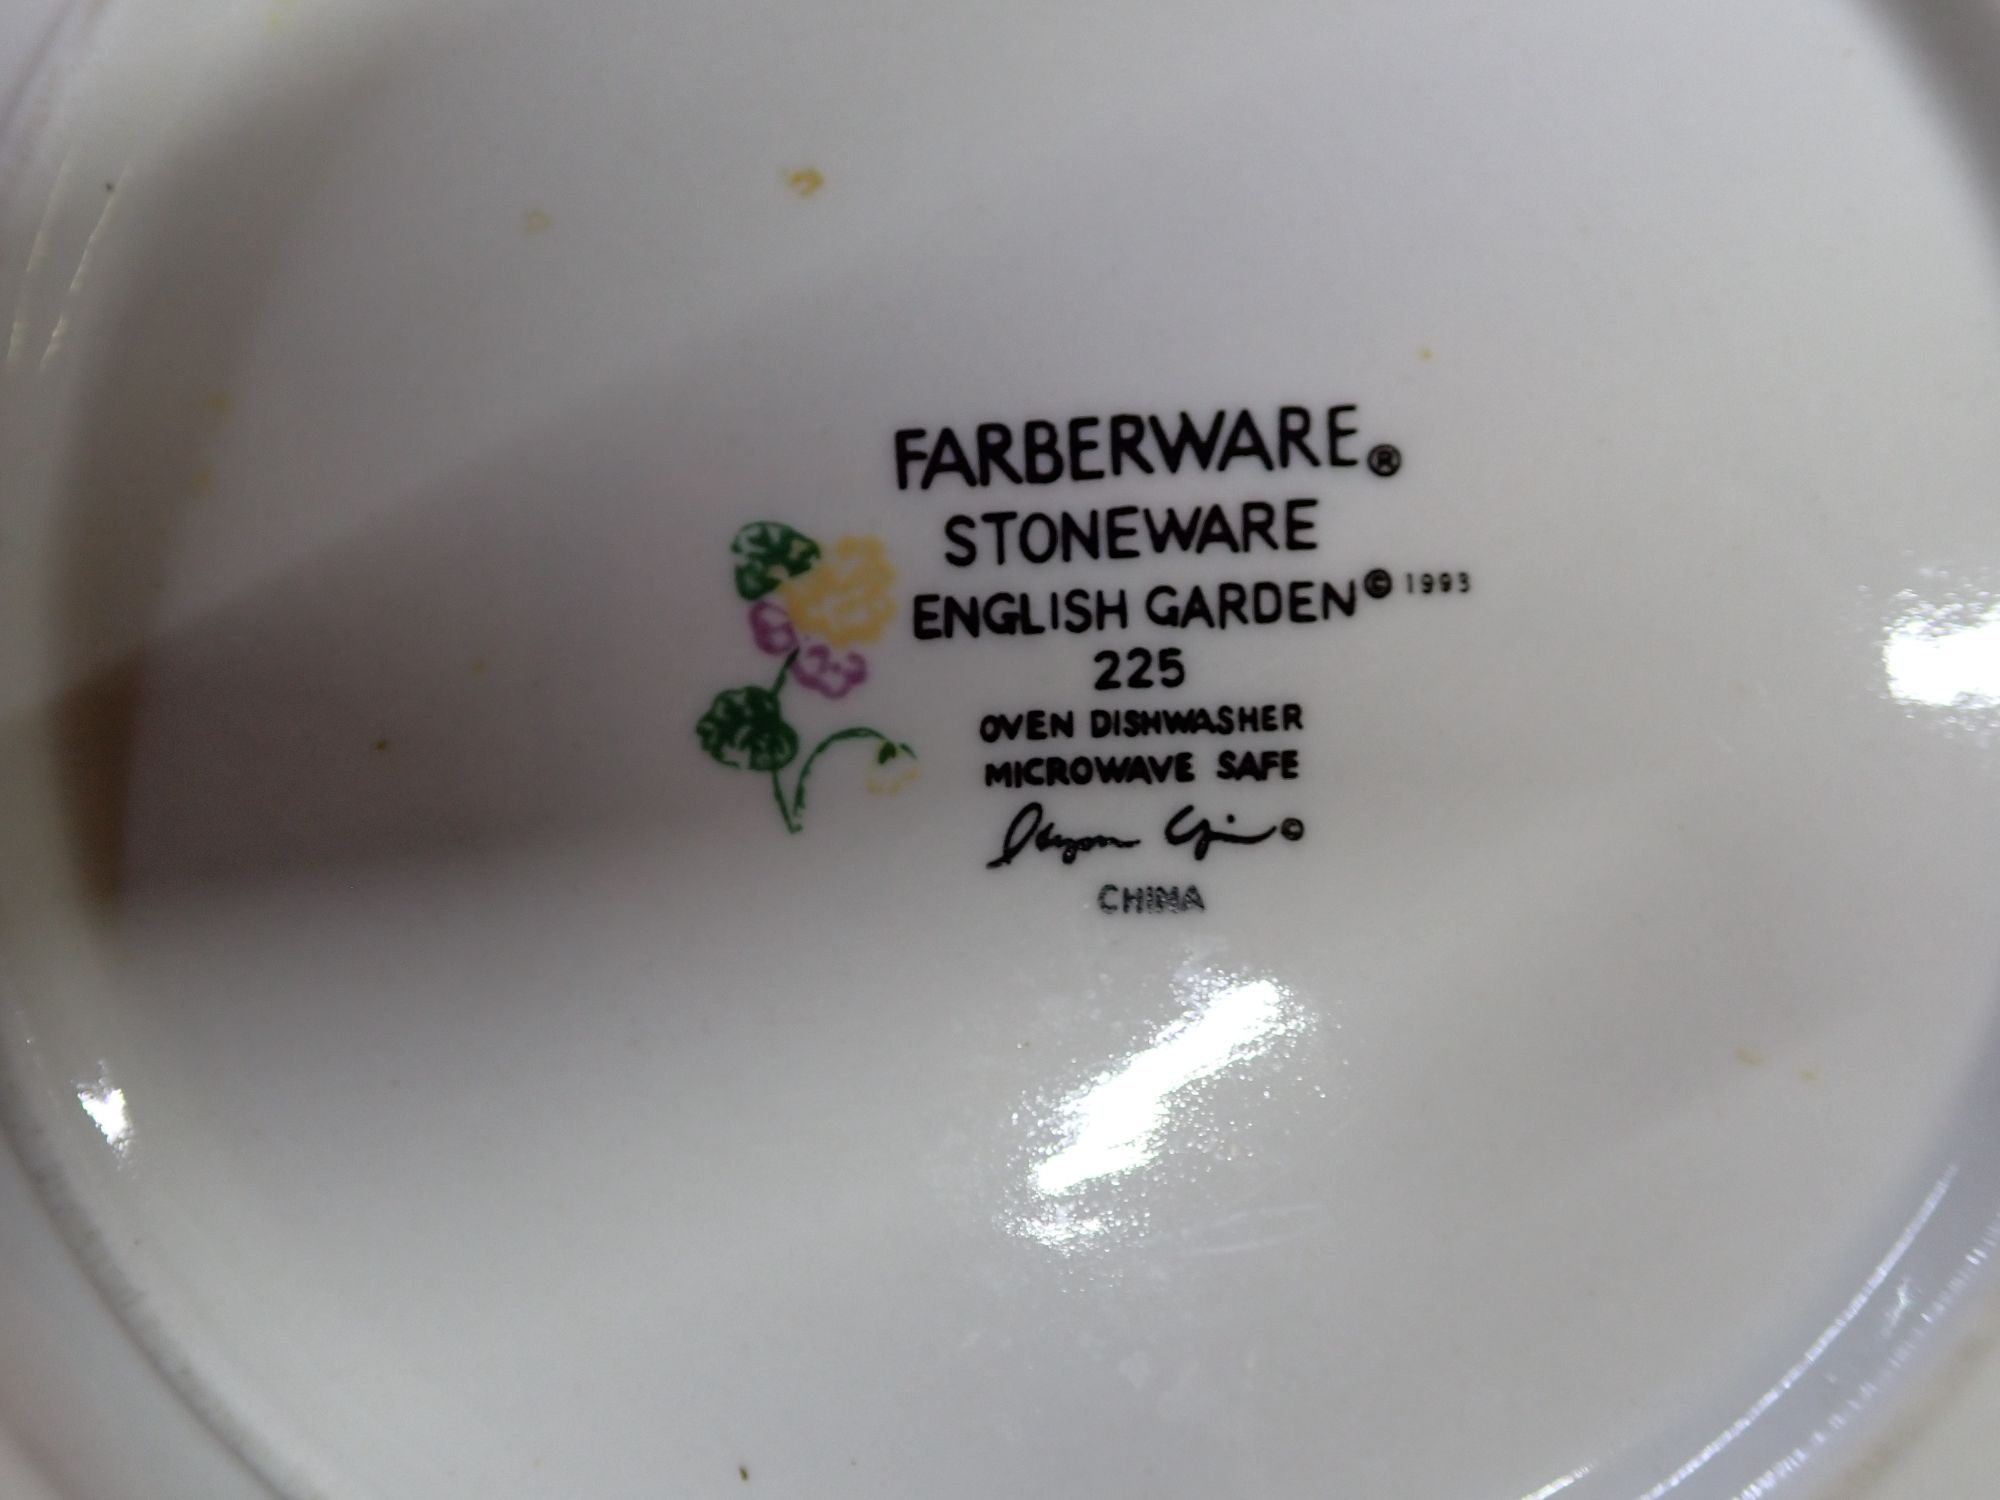 FARBERWARE®
STONEWARE
ENGLISH GARDEN © 1993
225
OVEN DISHWASHER
MICROWAVE SAFE
©
CHINA